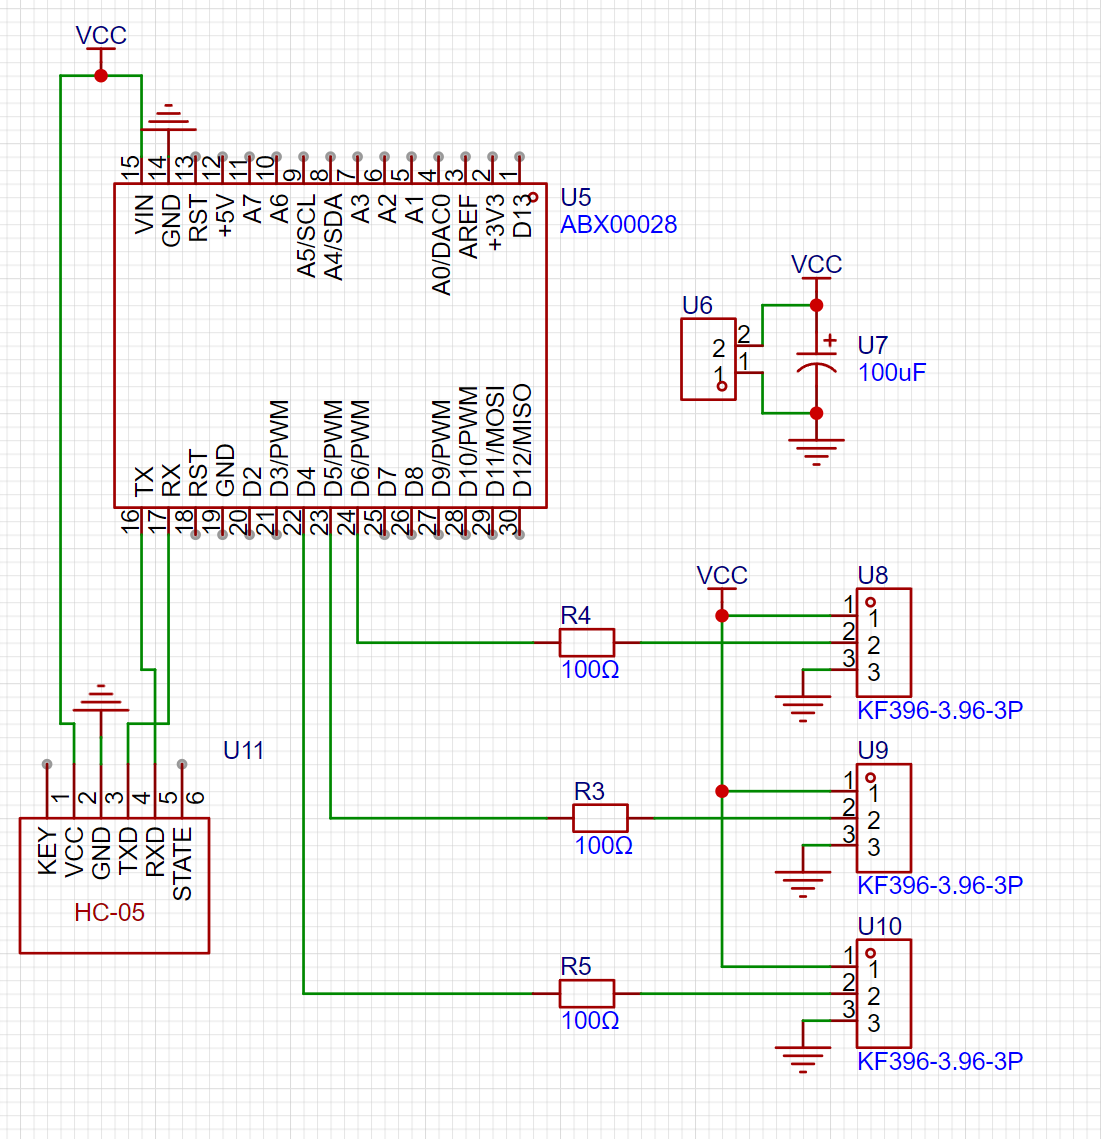 VCC
15 14 13 12 11 10 9 8 7 6 5 4 3 2 1
VIN GND RST +5V A7 A6 A5/SCL A4/SDA A3 A2 A1 A0/DAC0 AREF +3V3 D13
U5
ABX00028
TX RX RST GND D2 D3/PWM D4 D5/PWM D6/PWM D7 D8 D9/PWM D10/PWM D11/MOSI D12/MISO
16 17 18 19 20 21 22 23 24 25 26 27 28 29 30
VCC
U6
2 2
1 1
+
U7
100uF
VCC
R4
100Ω
U8
1 1
2 2
3 3
KF396-3.96-3P
R3
100Ω
U9
1 1
2 2
3 3
KF396-3.96-3P
R5
100Ω
U10
1 1
2 2
3 3
KF396-3.96-3P
U11
1 2 3 4 5 6
KEY VCC GND TXD RXD STATE
HC-05